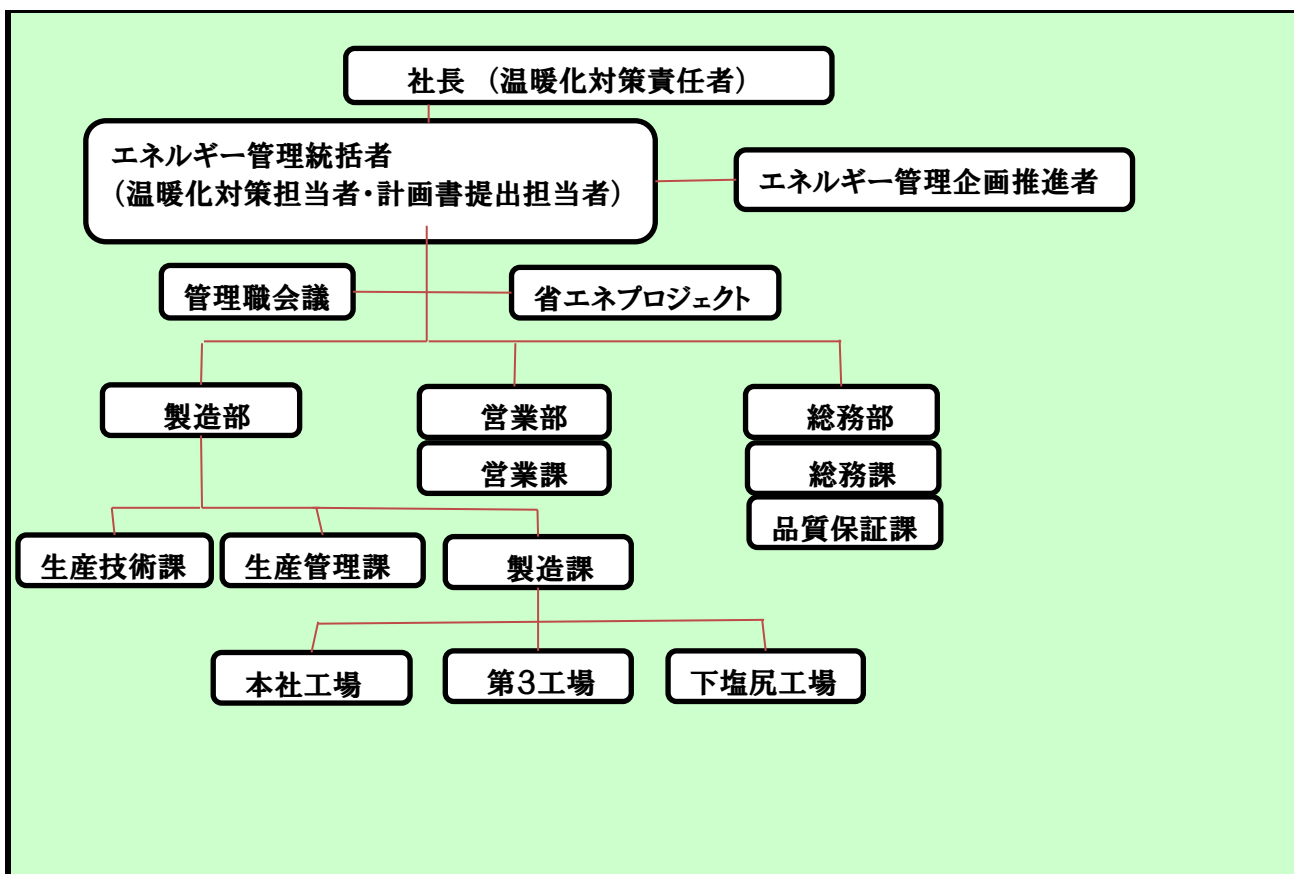 社長 （温暖化対策責任者）
エネルギー管理統括者
（温暖化対策担当者・計画書提出担当者）
エネルギー管理企画推進者
管理職会議
省エネプロジェクト
製造部
営業部
総務部
営業課
総務課
品質保証課
生産技術課
生産管理課
製造課
本社工場
第3工場
下塩尻工場